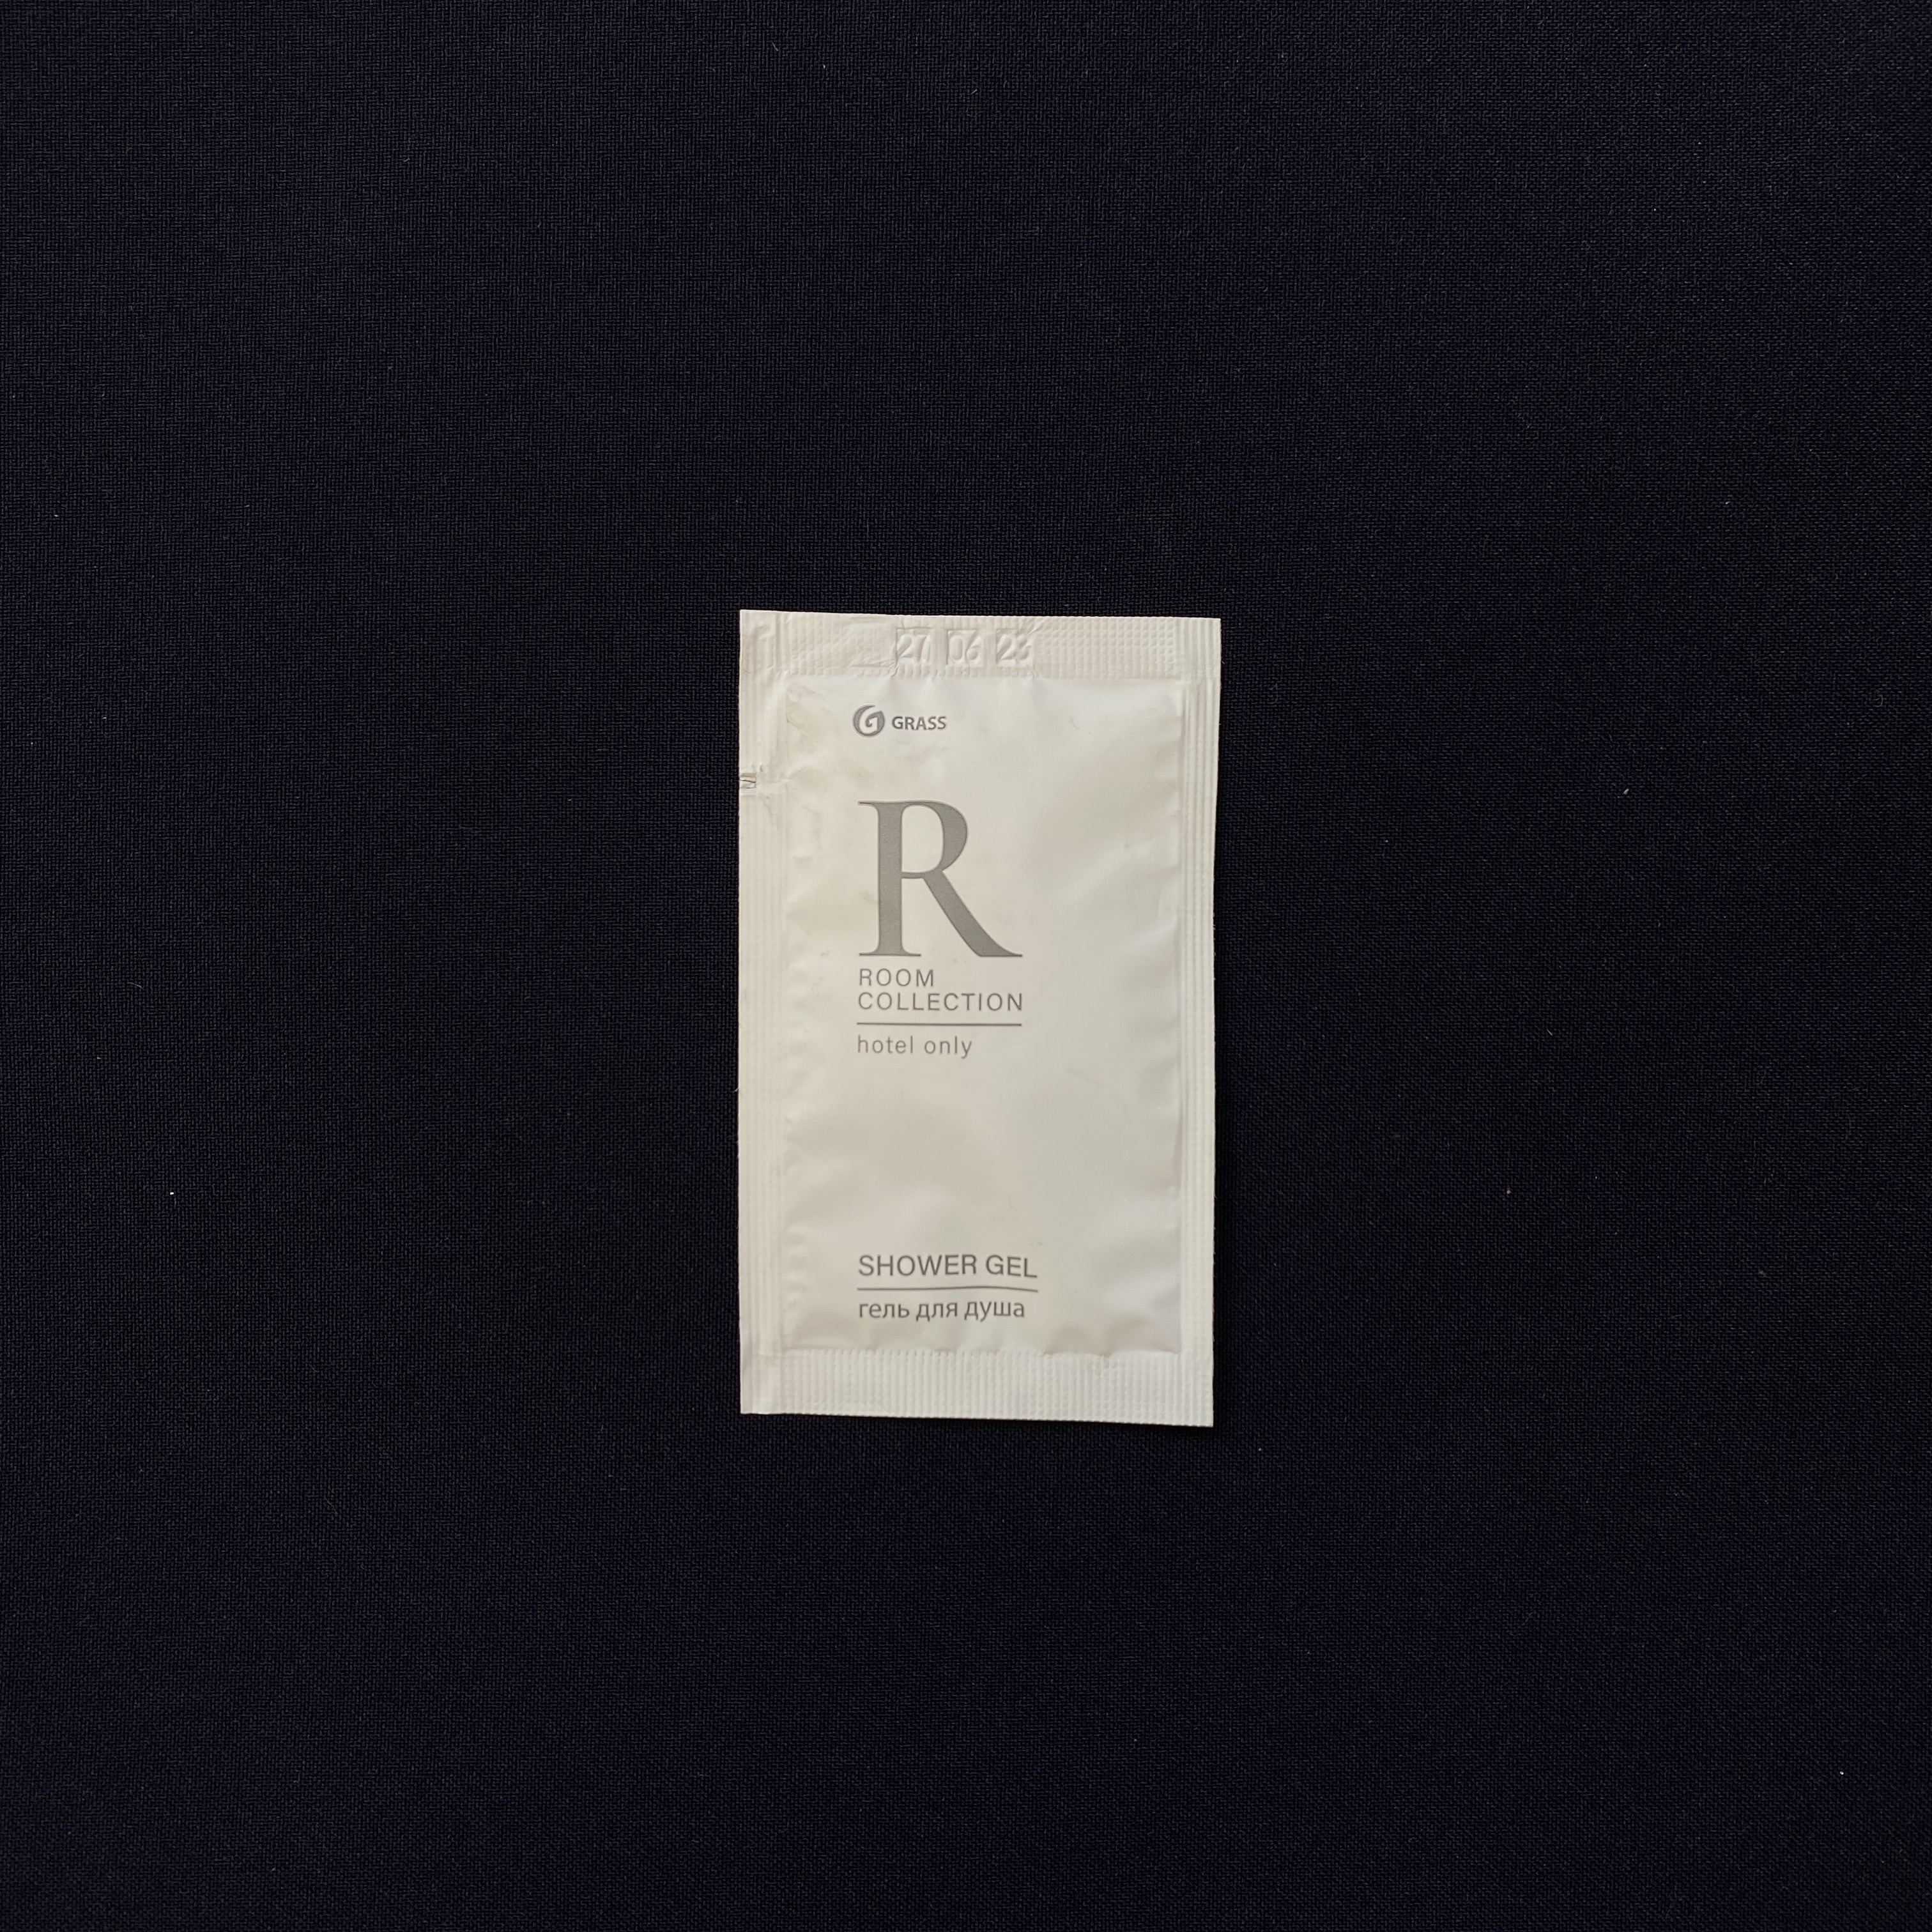 27 06 23
GRASS
R
ROOM
COLLECTION
hotel only
SHOWER GEL
гель для душа